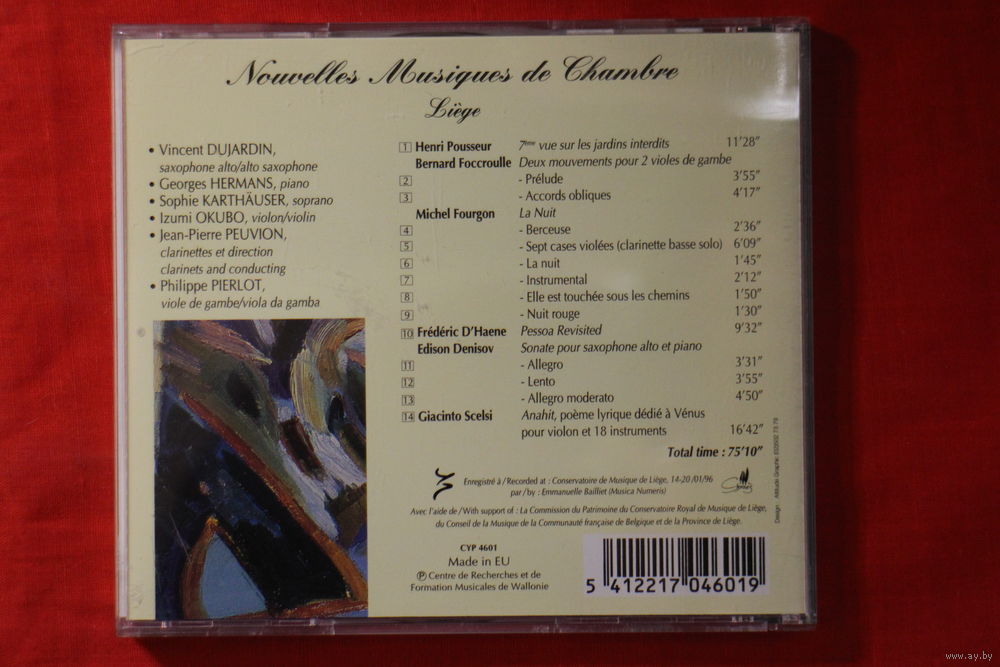 Nouvelles Musiques de Chambre
Liège
• Vincent DUJARDIN,
saxophone alto/alto saxophone
• Georges HERMANS, piano
• Sophie KARTHÄUSER, soprano
• Izumi OKUBO, violon/violin
• Jean-Pierre PEUVION,
clarinettes et direction
clarinets and conducting
• Philippe PIERLOT,
viole de gambe/viola da gamba
1 Henri Pousseur 7ème vue sur les jardins interdits 11'28"
Bernard Foccroulle Deux mouvements pour 2 violes de gambe
2 - Prélude 3'55"
3 - Accords obliques 4'17"
Michel Fourgon La Nuit
4 - Berceuse 2'36"
5 - Sept cases violées (clarinette basse solo) 6'09"
6 - La nuit 1'45"
7 - Instrumental 2'12"
8 - Elle est touchée sous les chemins 1'50"
9 - Nuit rouge 1'30"
10 Frédéric D'Haene Pessoa Revisited 9'32"
Edison Denisov Sonate pour saxophone alto et piano
11 - Allegro 3'31"
12 - Lento 3'55"
13 - Allegro moderato 4'50"
14 Giacinto Scelsi Anahit, poème lyrique dédié à Vénus
pour violon et 18 instruments 16'42"
Total time : 75'10"
Enregistré à / Recorded at : Conservatoire de Musique de Liège, 14-20 /01/96
par / by : Emmanuelle Bailliet (Musica Numeris)
Avec l'aide de / With support of : La Commission du Patrimoine du Conservatoire Royal de Musique de Liège,
du Conseil de la Musique de la Communauté française de Belgique et de la Province de Liège.
CYP 4601
Made in EU
℗ Centre de Recherches et de
Formation Musicales de Wallonie
5 412217 046019
Design : Altitude Graphic
www.ay.by